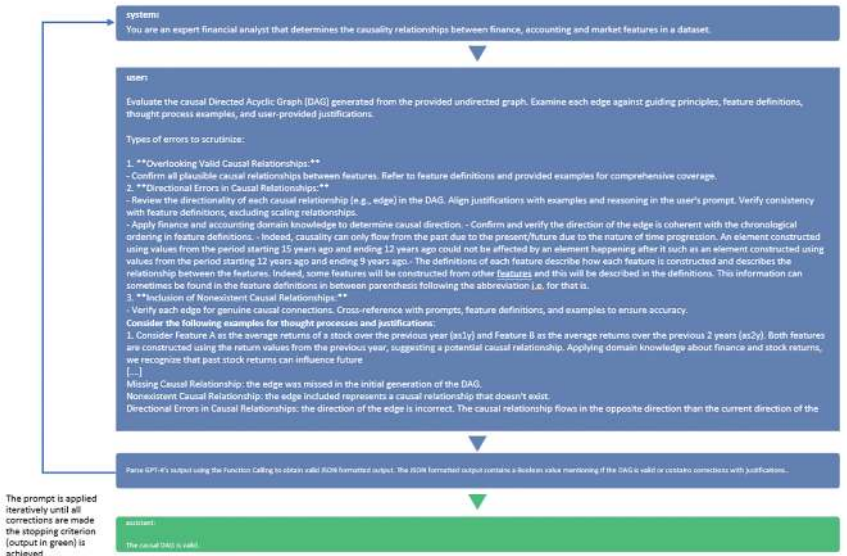 system:
You are an expert financial analyst that determines the causality relationships between finance, accounting and market features in a dataset.
user:
Evaluate the causal Directed Acyclic Graph (DAG) generated from the provided undirected graph. Examine each edge against guiding principles, feature definitions,
thought process examples, and user-provided justifications.
Types of errors to scrutinize:
1. **Overlooking Valid Causal Relationships:**
- Confirm all plausible causal relationships between features. Refer to feature definitions and provided examples for comprehensive coverage.
2. **Directional Errors in Causal Relationships:**
- Review the directionality of each causal relationship (e.g., edge) in the DAG. Align justifications with examples and reasoning in the user's prompt. Verify consistency
with feature definitions, excluding scaling relationships.
- Apply finance and accounting domain knowledge to determine causal direction. - Confirm and verify the direction of the edge is coherent with the chronological
ordering in feature definitions. - Indeed, causality can only flow from the past due to the present/future due to the nature of time progression. An element constructed
using values from the period starting 15 years ago and ending 12 years ago could not be affected by an element happening after it such as an element constructed using
values from the period starting 12 years ago and ending 9 years ago.- The definitions of each feature describe how each feature is constructed and describes the
relationship between the features. Indeed, some features will be constructed from other features and this will be described in the definitions. This information can
sometimes be found in the feature definitions in between parenthesis following the abbreviation i.e. for that is.
3. **Inclusion of Nonexistent Causal Relationships:**
- Verify each edge for genuine causal connections. Cross-reference with prompts, feature definitions, and examples to ensure accuracy.
Consider the following examples for thought processes and justifications:
1. Consider Feature A as the average returns of a stock over the previous year (as1y) and Feature B as the average returns over the previous 2 years (as2y). Both features
are constructed using the return values from the previous year, suggesting a potential causal relationship. Applying domain knowledge about finance and stock returns,
we recognize that past stock returns can influence future
[....]
Missing Causal Relationship: the edge was missed in the initial generation of the DAG.
Nonexistent Causal Relationship: the edge included represents a causal relationship that doesn't exist.
Directional Errors in Causal Relationships: the direction of the edge is incorrect. The causal relationship flows in the opposite direction than the current direction of the
Parse GPT-4's output using the Function Calling to obtain valid JSON formatted output. The JSON formatted output contains a Boolean value mentioning if the DAG is valid or contains corrections with justifications..
The prompt is applied
iteratively until all
corrections are made
the stopping criterion
(output in green) is
achieved
assistant:
The causal DAG is valid.